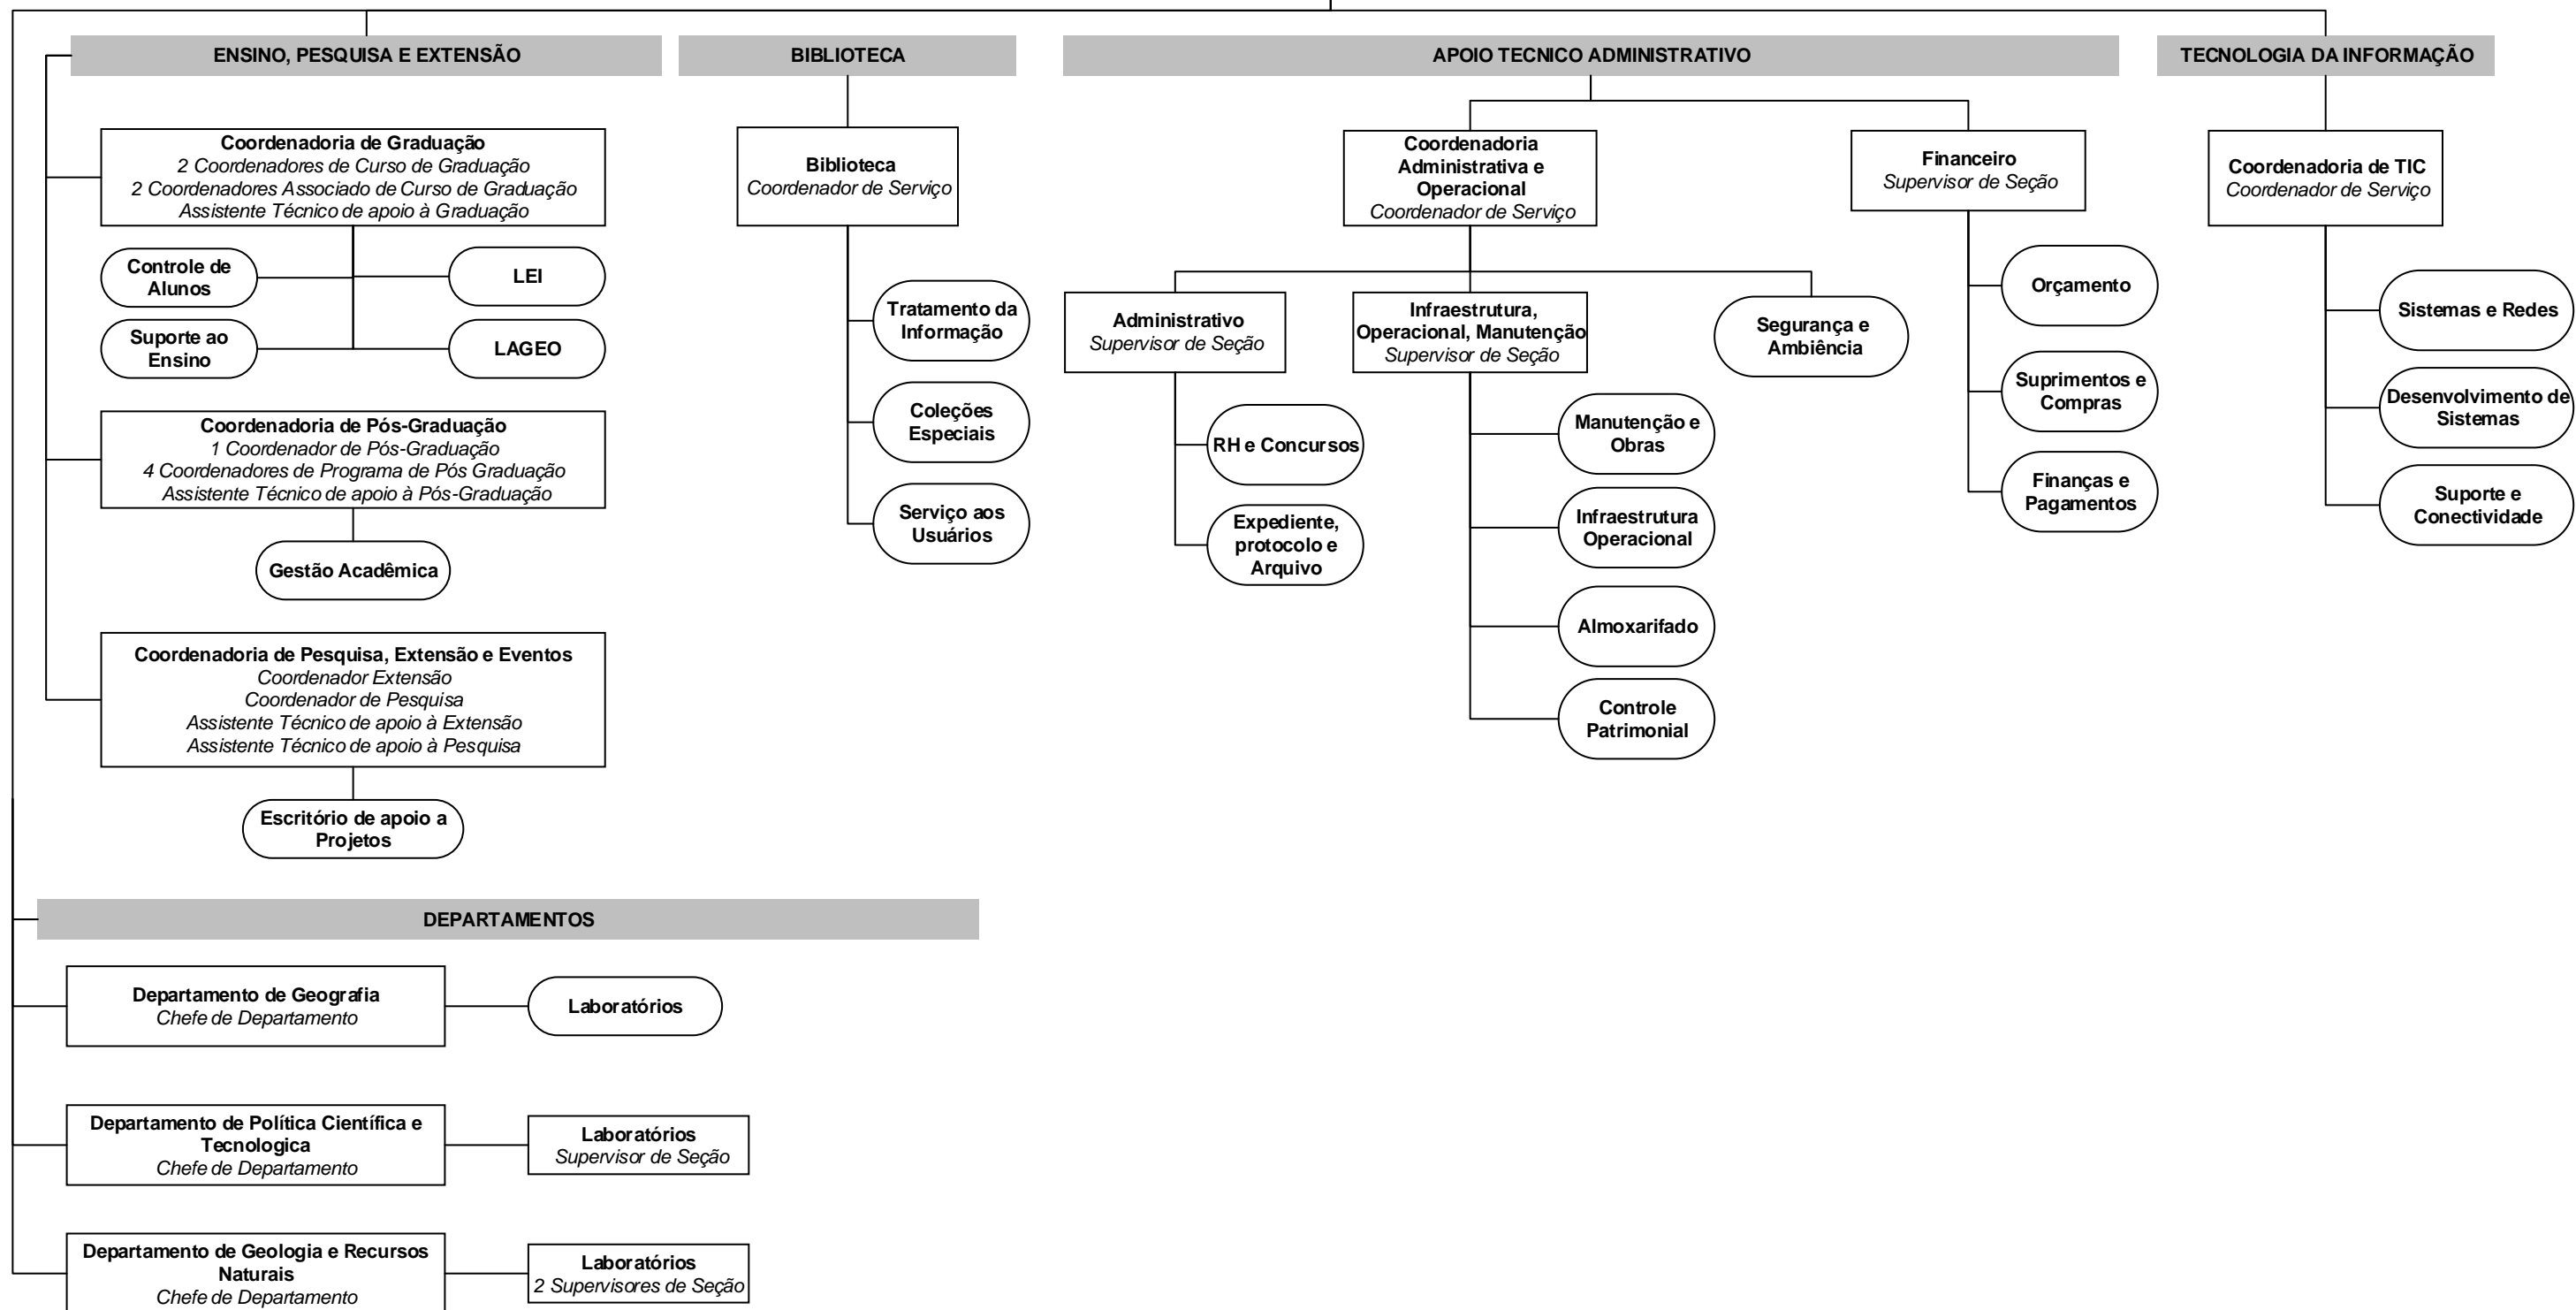 ENSINO, PESQUISA E EXTENSÃO
Coordenadoria de Graduação
2 Coordenadores de Curso de Graduação
2 Coordenadores Associado de Curso de Graduação
Assistente Técnico de apoio à Graduação
Controle de
Alunos
LEI
Suporte ao
Ensino
LAGEO
Coordenadoria de Pós-Graduação
1 Coordenador de Pós-Graduação
4 Coordenadores de Programa de Pós Graduação
Assistente Técnico de apoio à Pós-Graduação
Gestão Acadêmica
Coordenadoria de Pesquisa, Extensão e Eventos
Coordenador Extensão
Coordenador de Pesquisa
Assistente Técnico de apoio à Extensão
Assistente Técnico de apoio à Pesquisa
Escritório de apoio a
Projetos
BIBLIOTECA
Biblioteca
Coordenador de Serviço
Tratamento da
Informação
Coleções
Especiais
Serviço aos
Usuários
APOIO TECNICO ADMINISTRATIVO
Coordenadoria
Administrativa e
Operacional
Coordenador de Serviço
Administrativo
Supervisor de Seção
RH e Concursos
Expediente,
protocolo e
Arquivo
Infraestrutura,
Operacional, Manutenção
Supervisor de Seção
Manutenção e
Obras
Infraestrutura
Operacional
Almoxarifado
Controle
Patrimonial
Segurança e
Ambiência
Financeiro
Supervisor de Seção
Orçamento
Suprimentos e
Compras
Finanças e
Pagamentos
TECNOLOGIA DA INFORMAÇÃO
Coordenadoria de TIC
Coordenador de Serviço
Sistemas e Redes
Desenvolvimento de
Sistemas
Suporte e
Conectividade
DEPARTAMENTOS
Departamento de Geografia
Chefe de Departamento
Laboratórios
Departamento de Política Científica e
Tecnologica
Chefe de Departamento
Laboratórios
Supervisor de Seção
Departamento de Geologia e Recursos
Naturais
Chefe de Departamento
Laboratórios
2 Supervisores de Seção